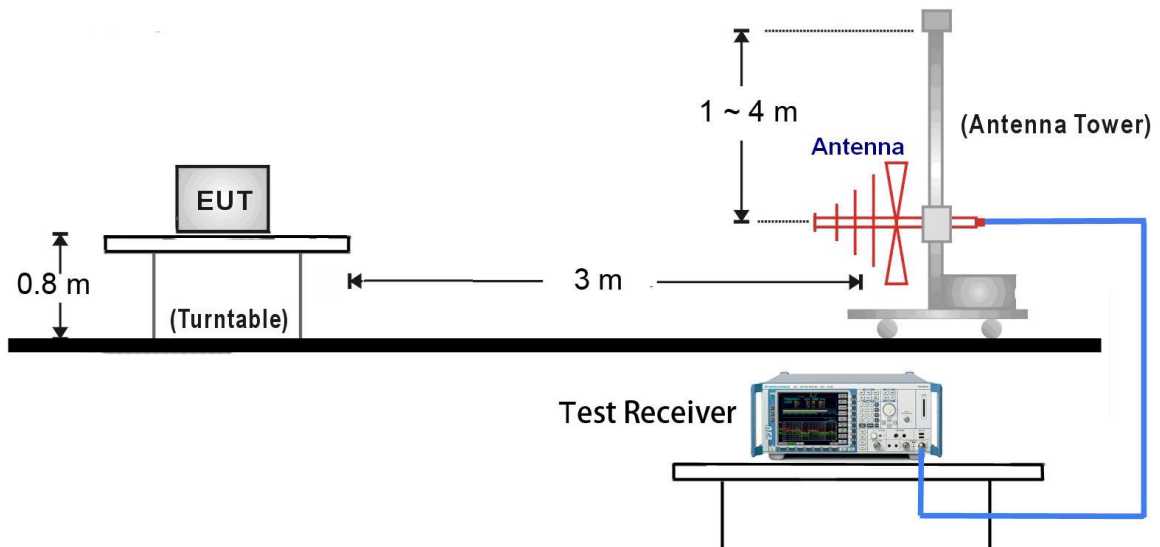 1 ~ 4 m
(Antenna Tower)
Antenna
EUT
0.8 m
3 m
(Turntable)
Test Receiver